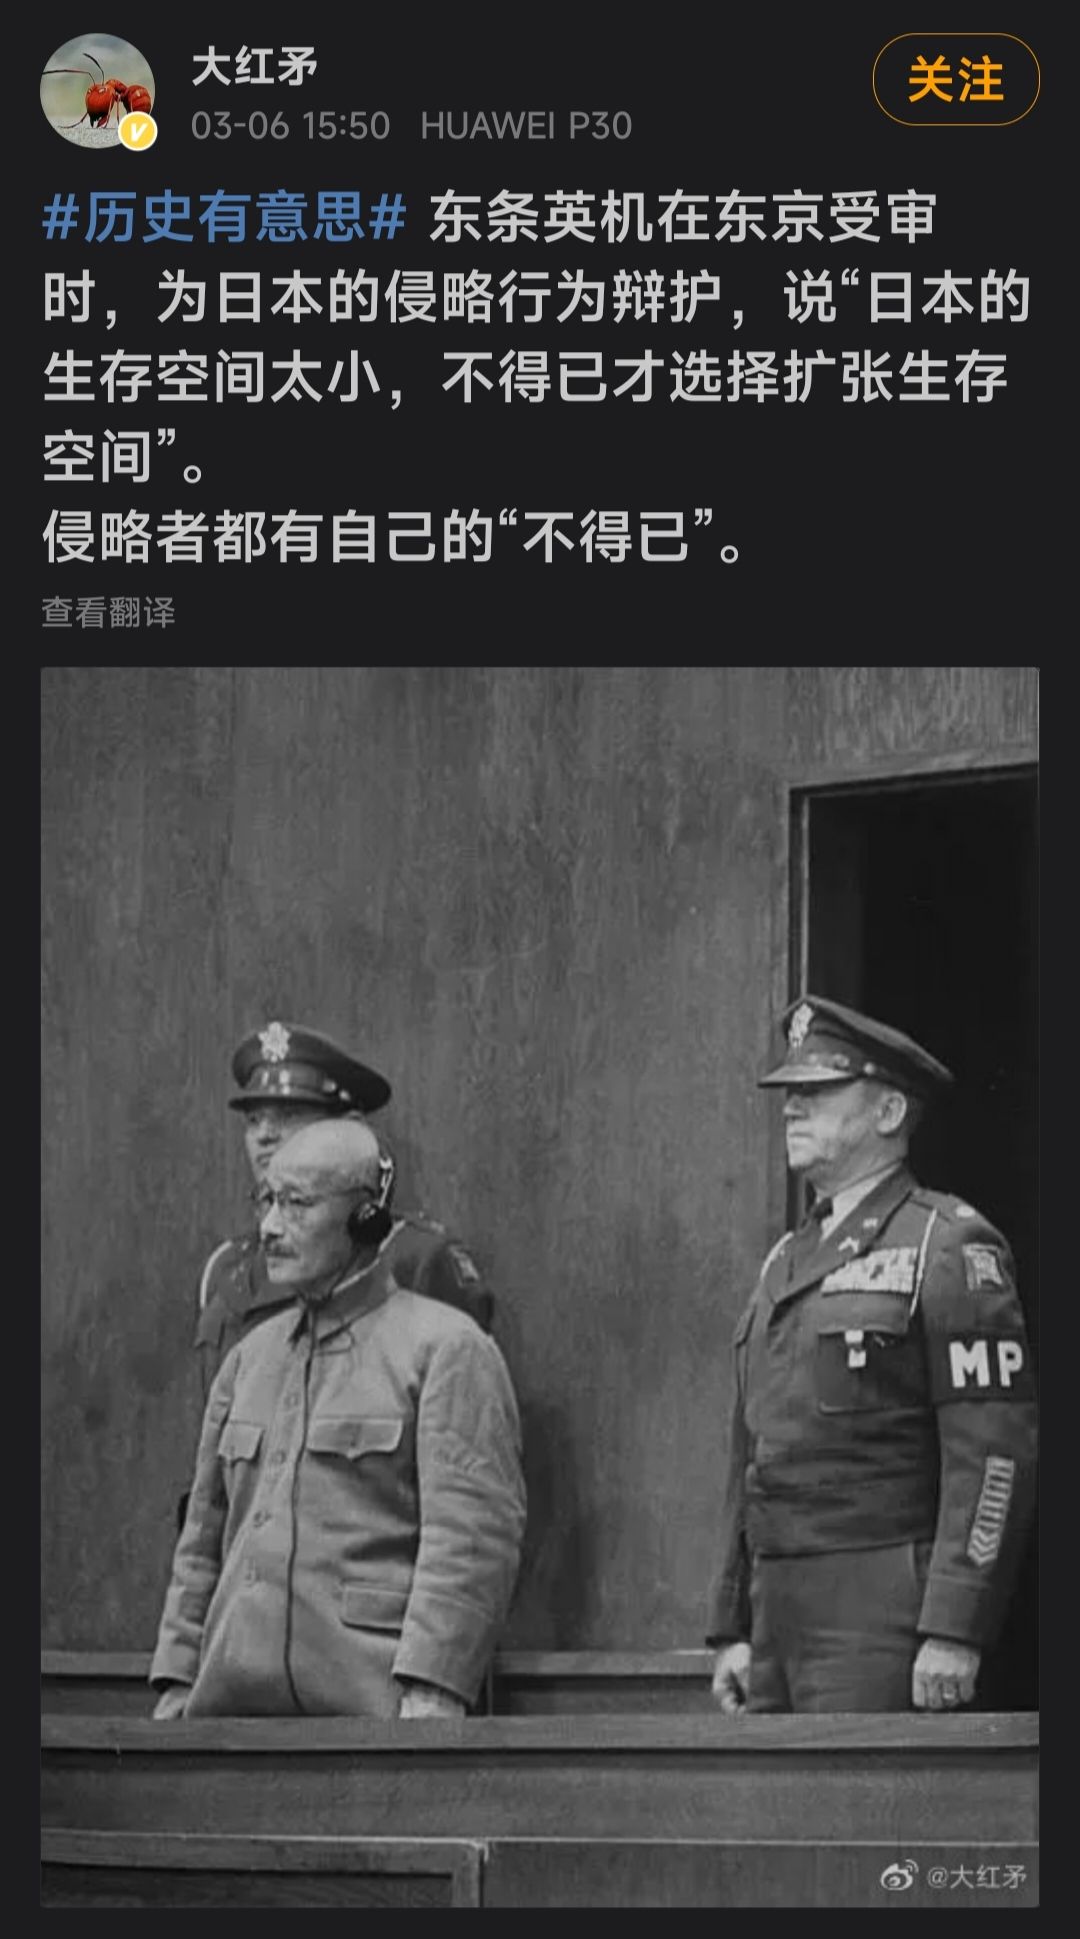 大红矛
关注
03-06 15:50 HUAWEI P30
#历史有意思# 东条英机在东京受审
时，为日本的侵略行为辩护，说“日本的
生存空间太小，不得已才选择扩张生存
空间”。
侵略者都有自己的“不得已”。
查看翻译
MP
@大红矛